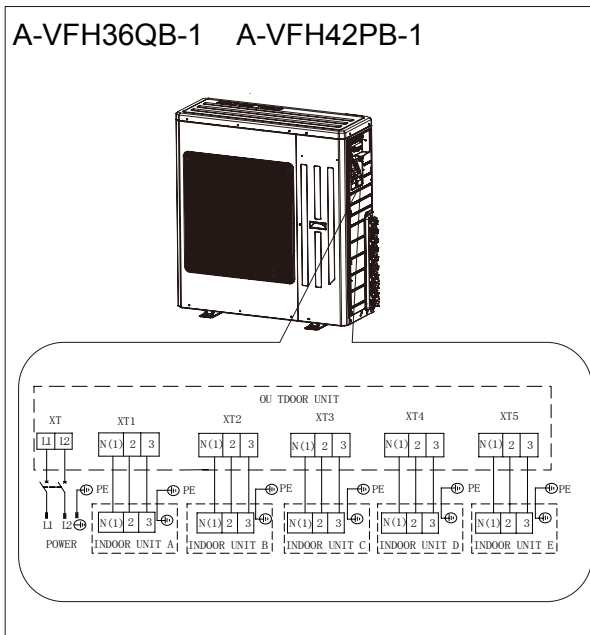 A-VFH36QB-1 A-VFH42PB-1
OU TDOOR UNIT
XT XT1 XT2 XT3 XT4 XT5
L1 L2 N(1) 2 3 N(1) 2 3 N(1) 2 3 N(1) 2 3 N(1) 2 3
PE PE PE PE PE PE
L1 L2 N(1) 2 3 N(1) 2 3 N(1) 2 3 N(1) 2 3 N(1) 2 3
POWER INDOOR UNIT A INDOOR UNIT B INDOOR UNIT C INDOOR UNIT D INDOOR UNIT E